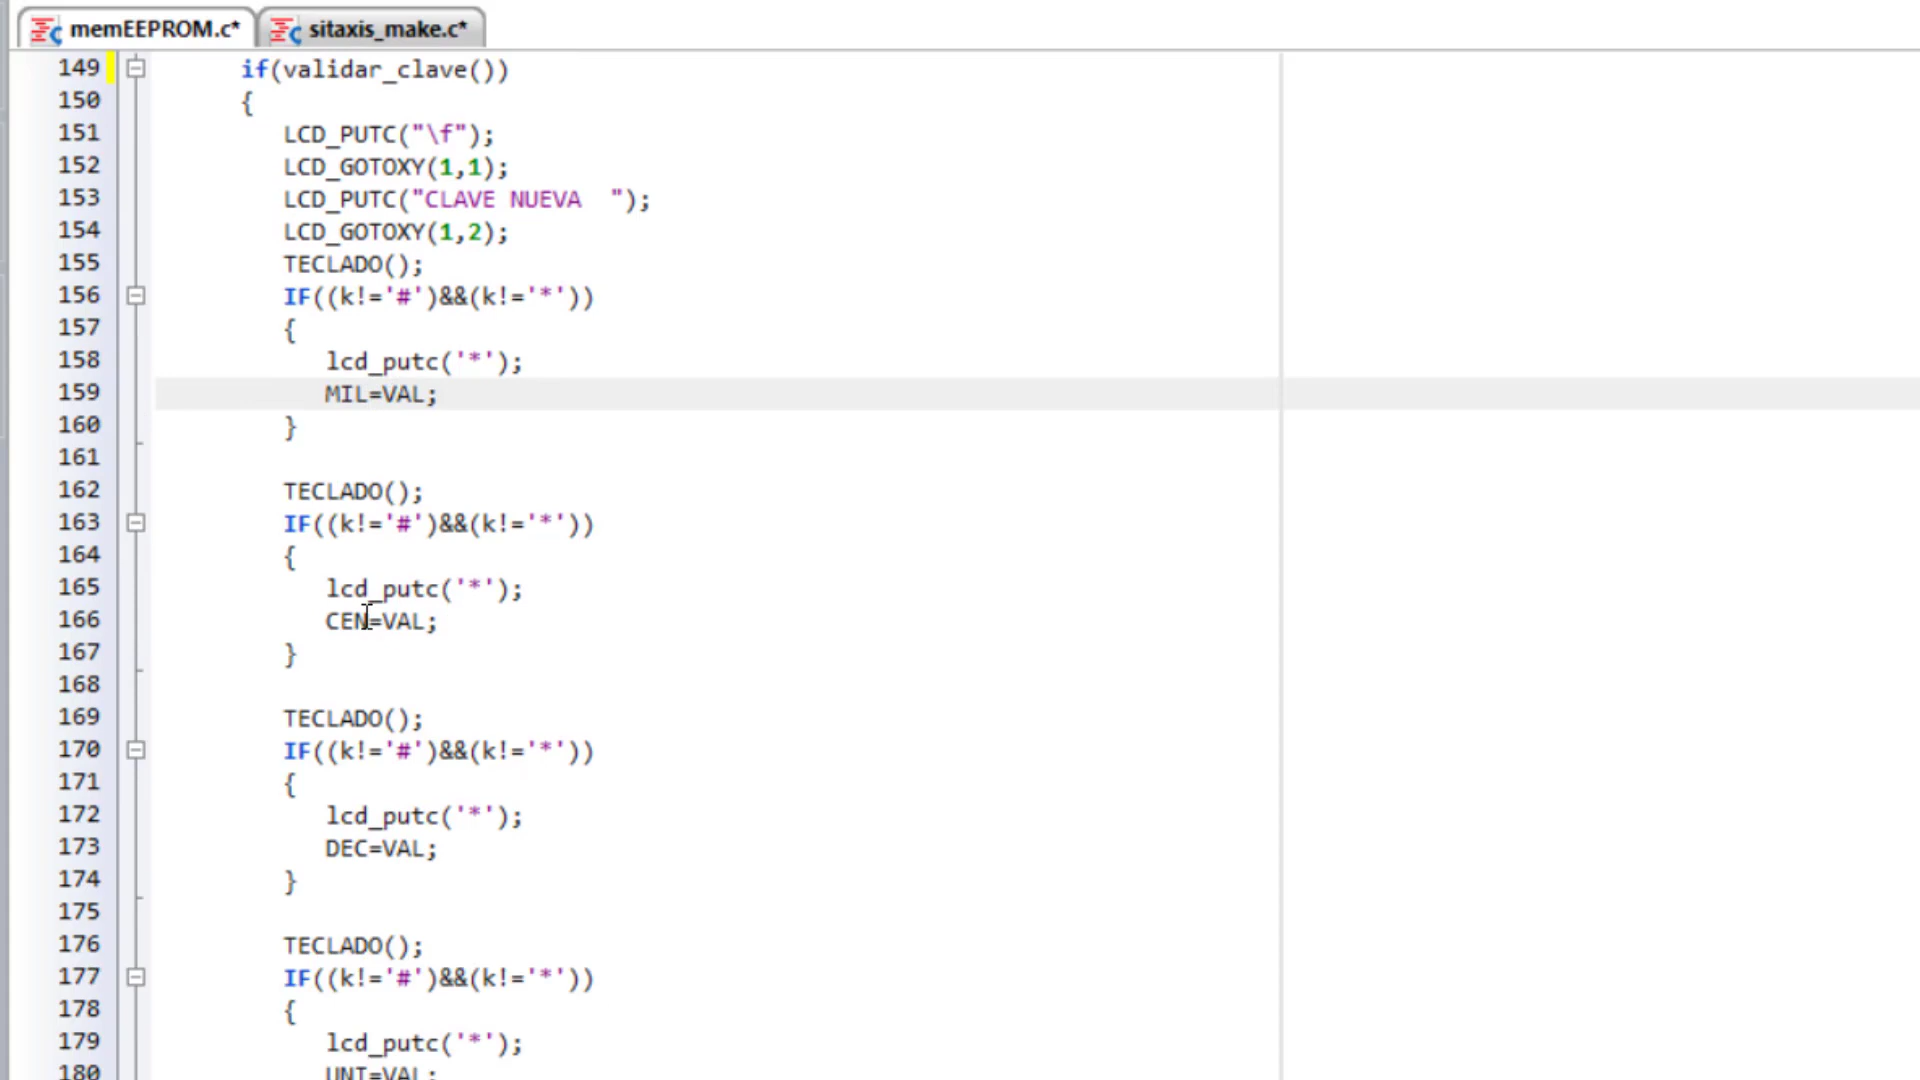 memEEPROM.c* sitaxis_make.c*
149 if(validar_clave())
150 {
151 LCD_PUTC("\f");
152 LCD_GOTOXY(1,1);
153 LCD_PUTC("CLAVE NUEVA  ");
154 LCD_GOTOXY(1,2);
155 TECLADO();
156 IF((k!='#')&&(k!='*'))
157 {
158 lcd_putc('*');
159 MIL=VAL;
160 }
161
162 TECLADO();
163 IF((k!='#')&&(k!='*'))
164 {
165 lcd_putc('*');
166 CEN=VAL;
167 }
168
169 TECLADO();
170 IF((k!='#')&&(k!='*'))
171 {
172 lcd_putc('*');
173 DEC=VAL;
174 }
175
176 TECLADO();
177 IF((k!='#')&&(k!='*'))
178 {
179 lcd_putc('*');
180 UNI=VAL;